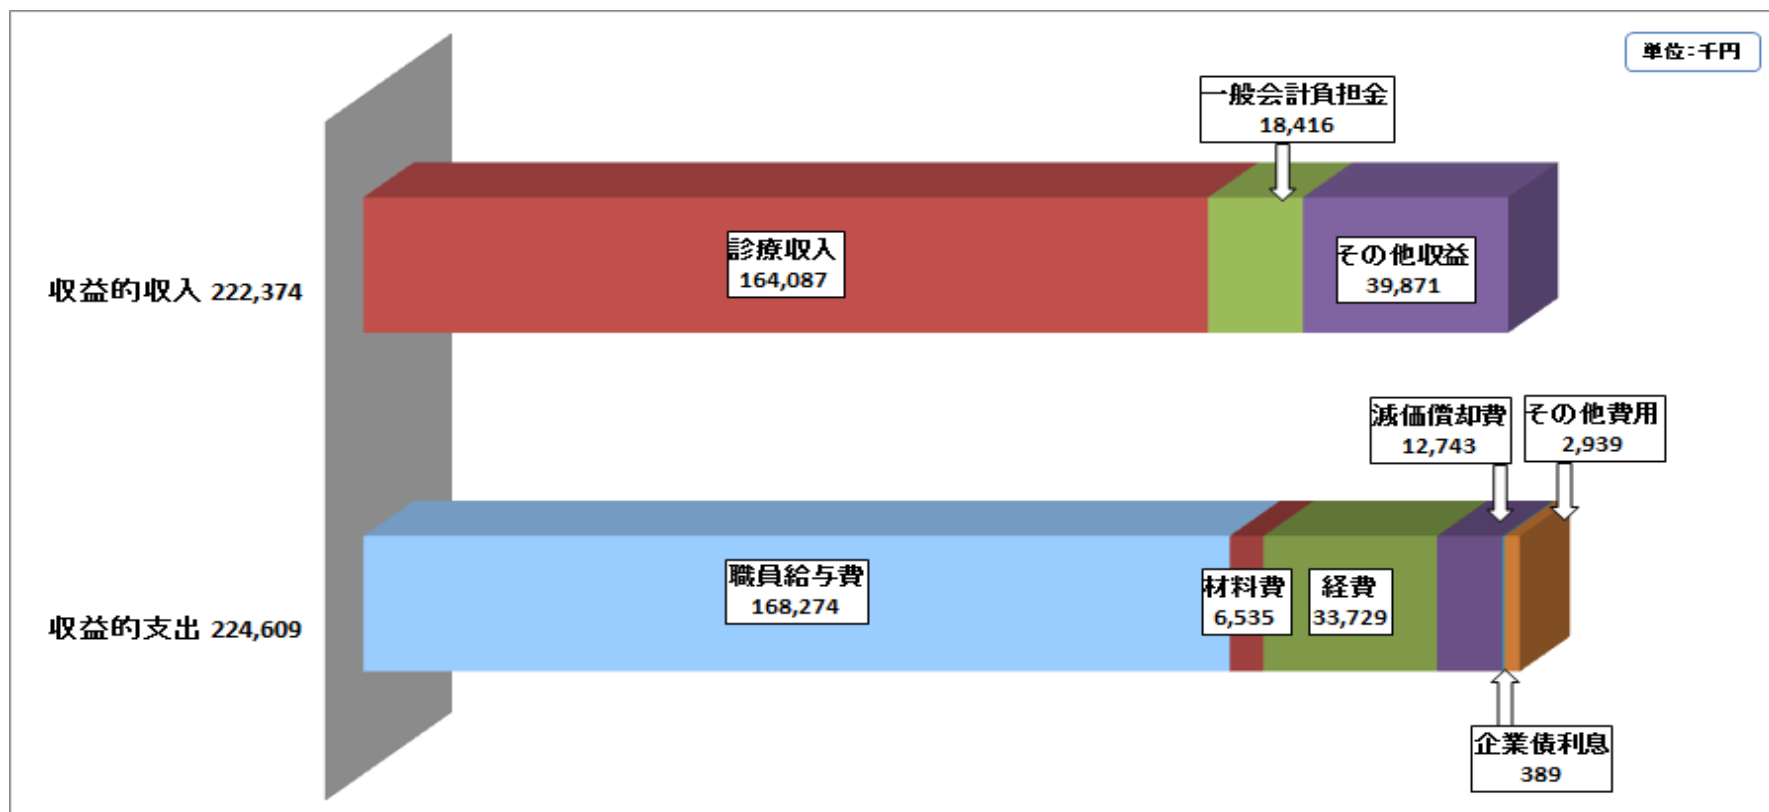 単位：千円
一般会計負担金
18,416
診療収入
164,087
その他収益
39,871
収益的収入 222,374
減価償却費
12,743
その他費用
2,939
職員給与費
168,274
材料費
6,535
経費
33,729
収益的支出 224,609
企業債利息
389